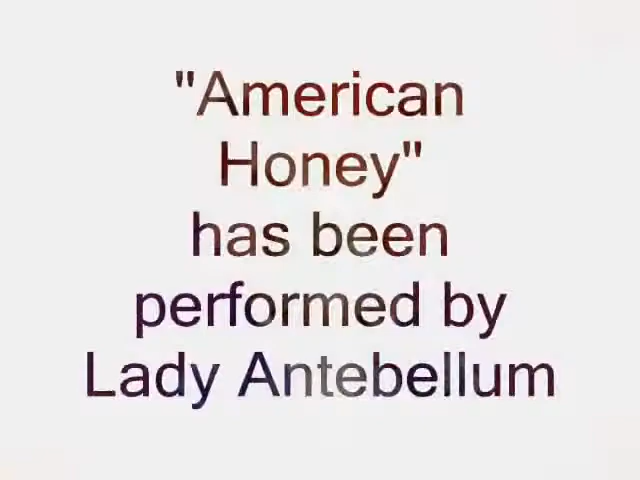 "American
Honey"
has been
performed by
Lady Antebellum